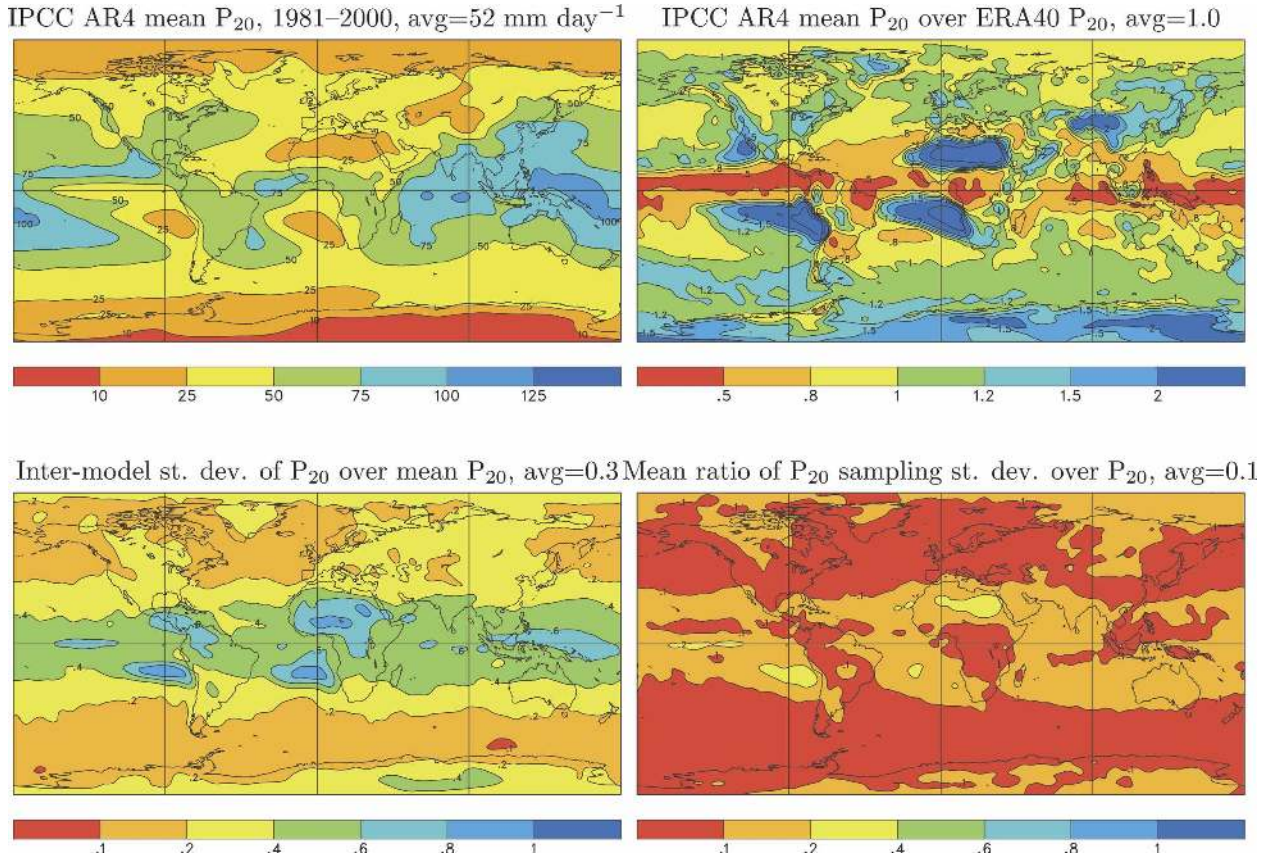 IPCC AR4 mean P₂₀, 1981–2000, avg=52 mm day⁻¹
IPCC AR4 mean P₂₀ over ERA40 P₂₀, avg=1.0
10 25 50 75 100 125
.5 .8 1 1.2 1.5 2
Inter-model st. dev. of P₂₀ over mean P₂₀, avg=0.3
Mean ratio of P₂₀ sampling st. dev. over P₂₀, avg=0.1
.1 .2 .4 .6 .8 1
.1 .2 .4 .6 .8 1